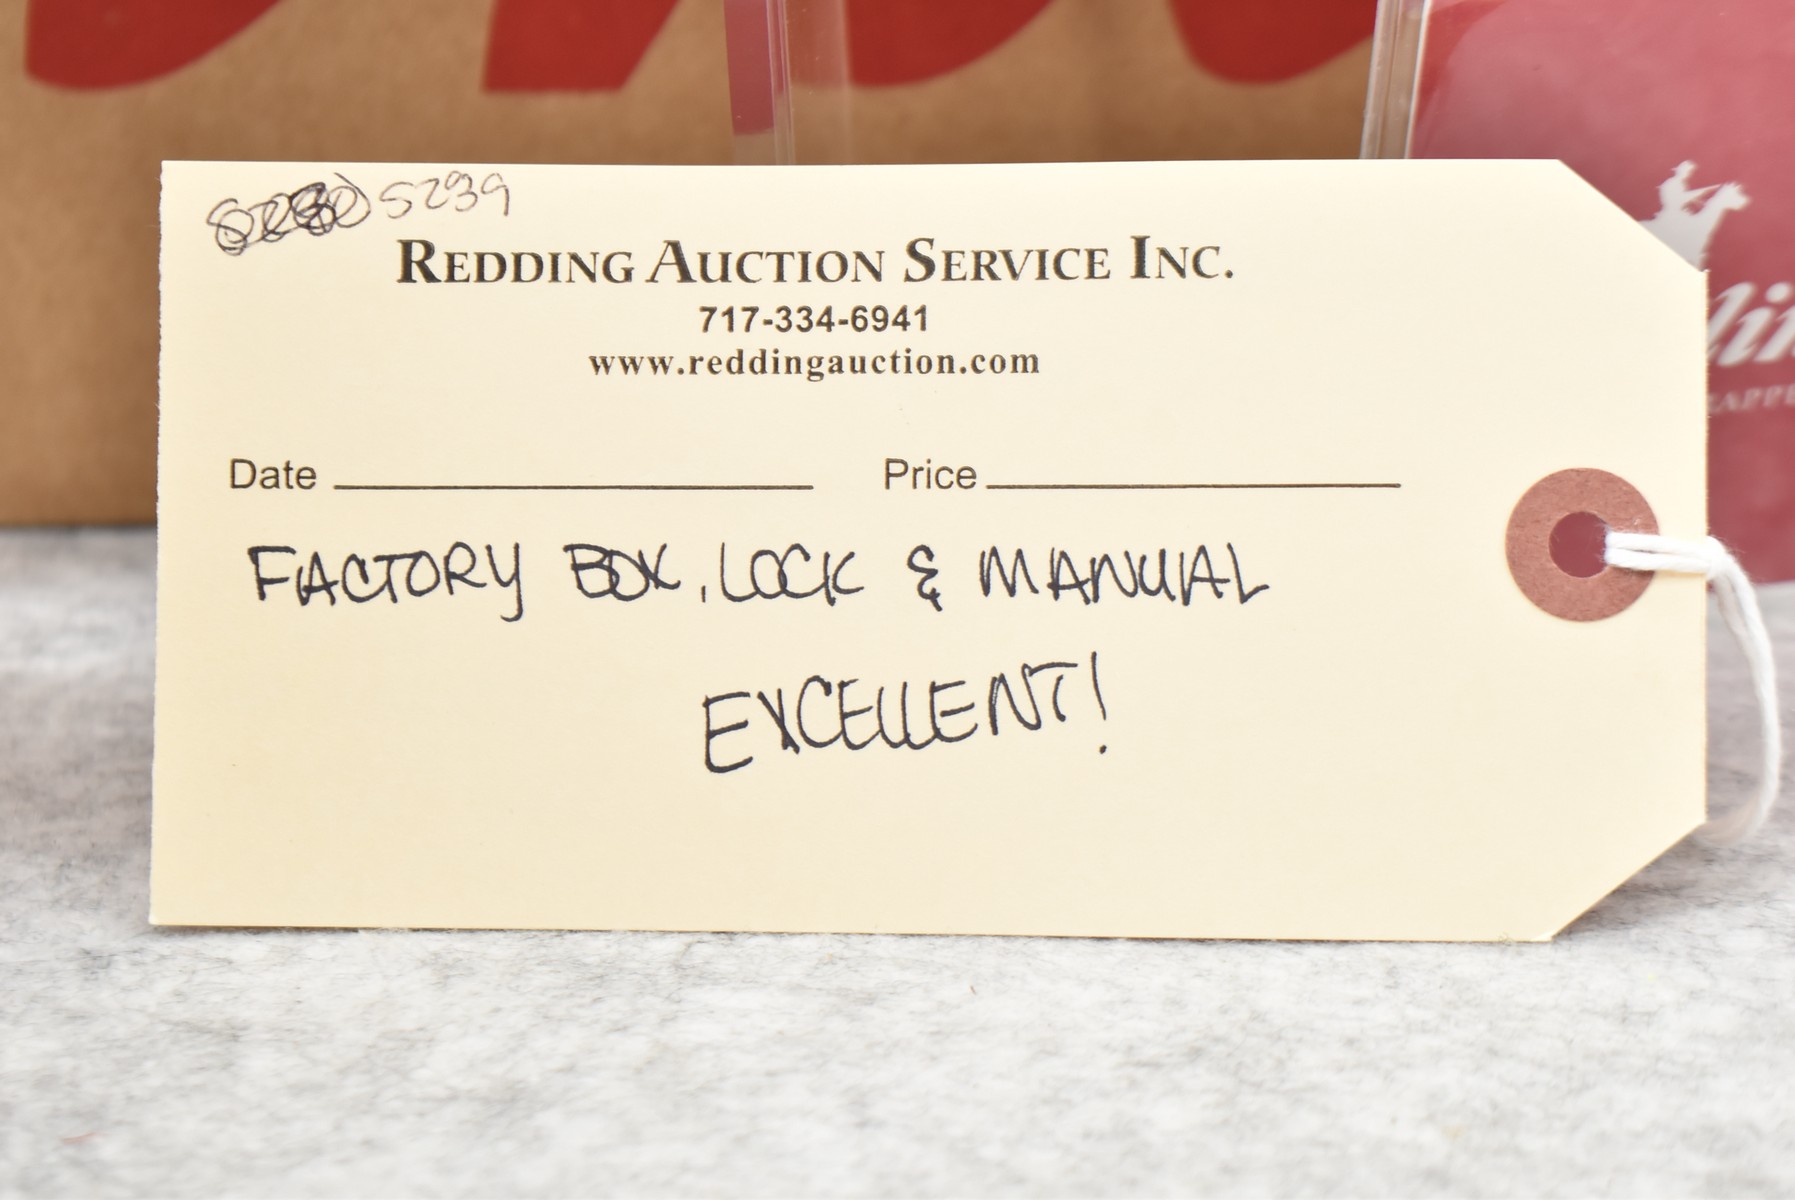 5239
REDDING AUCTION SERVICE INC.
717-334-6941
www.reddingauction.com
Date Price
FACTORY BOX, LOCK & MANUAL
EXCELLENT!